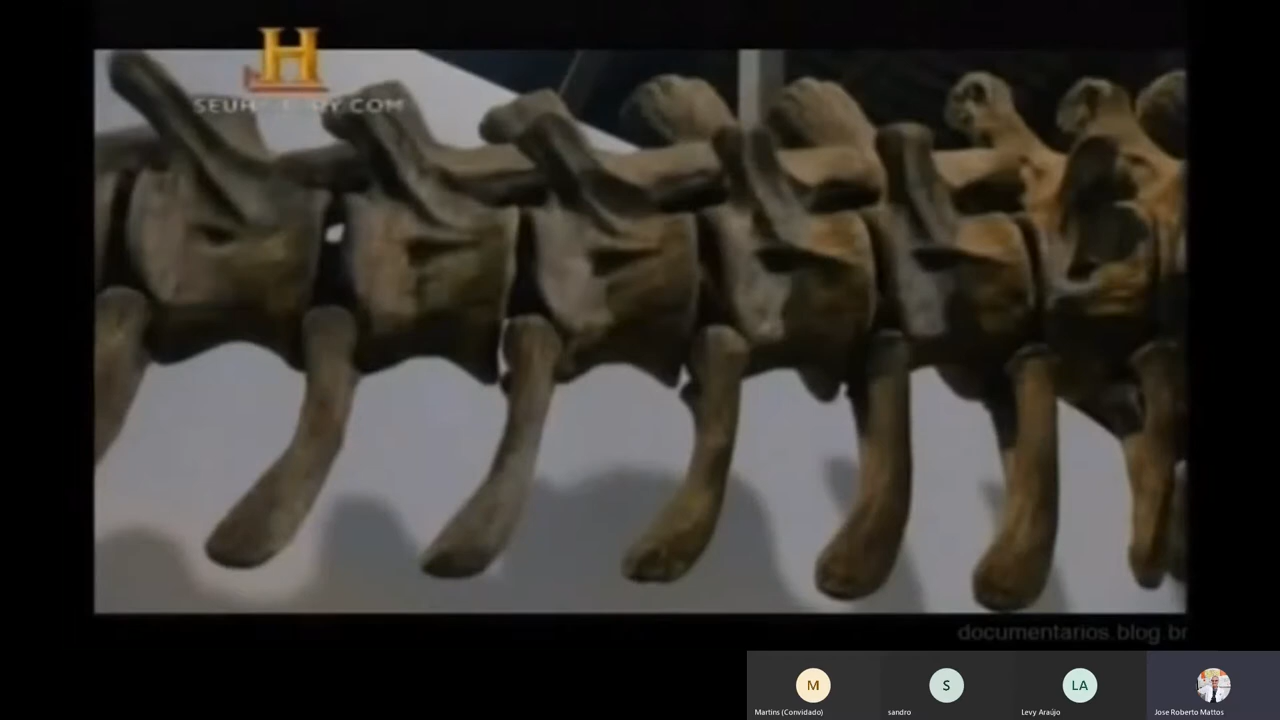 H
documentarios.blog.br
M
S
LA
Martins (Convidado)
sandro
Levy Araújo
Jose Roberto Mattos